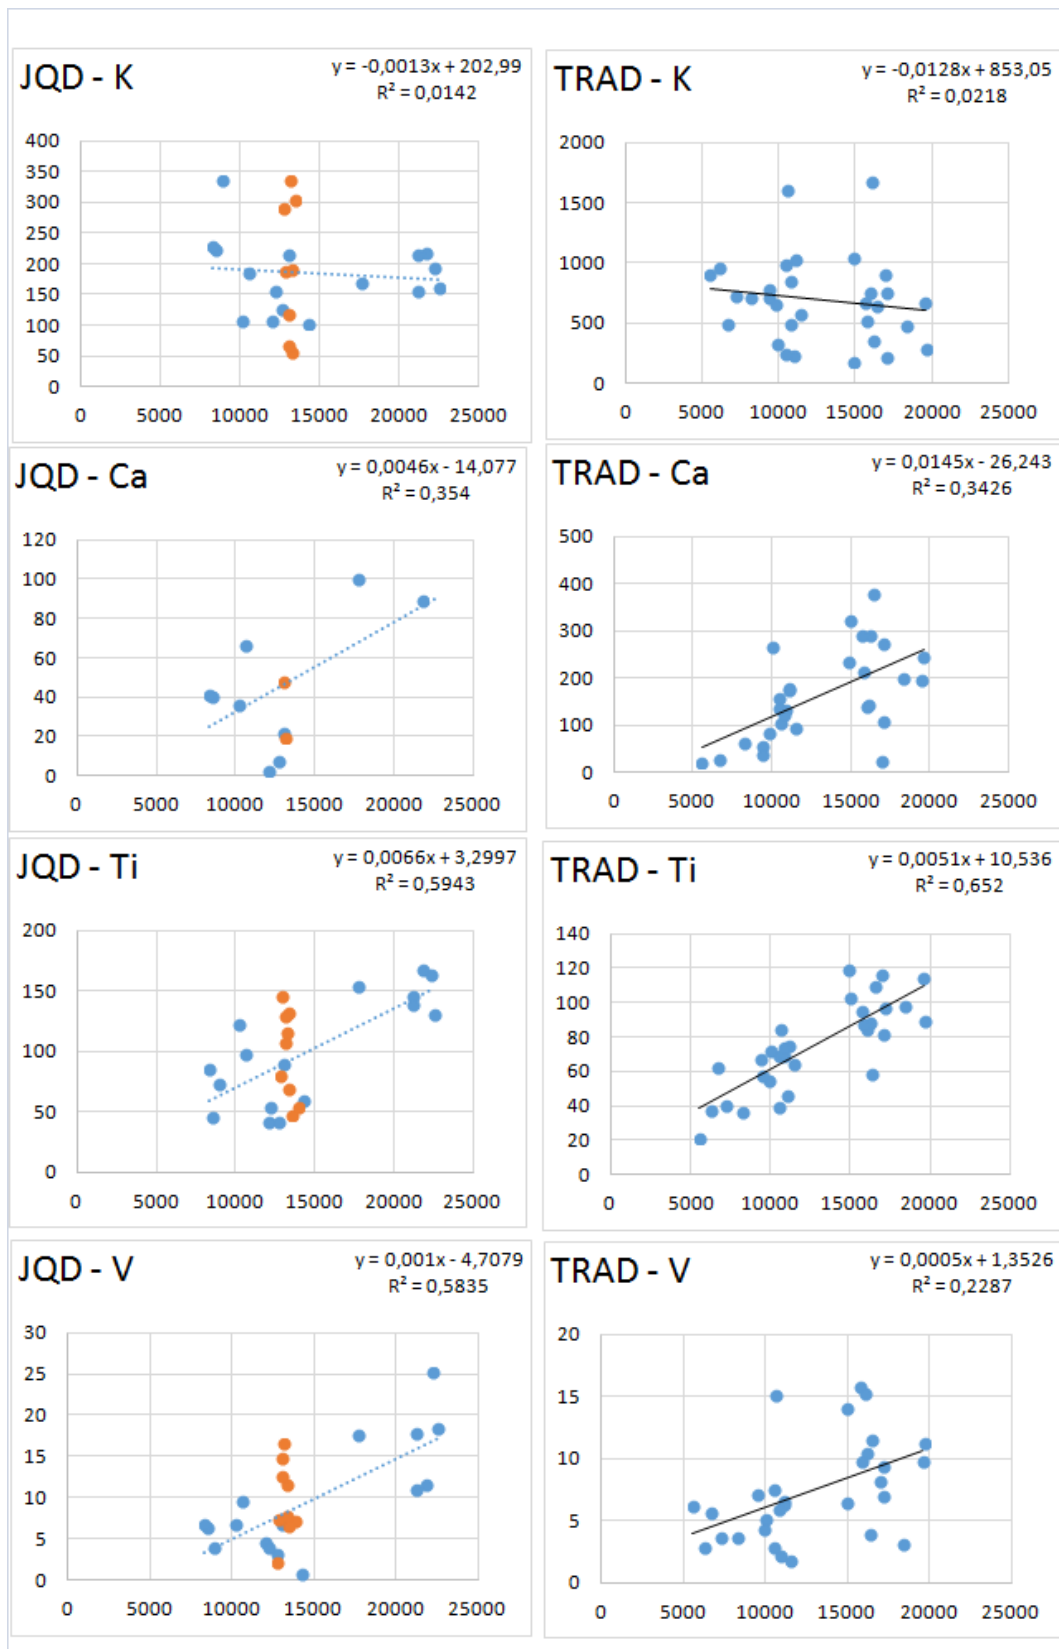 JQD - K
y = -0,0013x + 202,99
R² = 0,0142
400
350
300
250
200
150
100
50
0
0 5000 10000 15000 20000 25000
TRAD - K
y = -0,0128x + 853,05
R² = 0,0218
2000
1500
1000
500
0
0 5000 10000 15000 20000 25000
JQD - Ca
y = 0,0046x - 14,077
R² = 0,354
120
100
80
60
40
20
0
0 5000 10000 15000 20000 25000
TRAD - Ca
y = 0,0145x - 26,243
R² = 0,3426
500
400
300
200
100
0
0 5000 10000 15000 20000 25000
JQD - Ti
y = 0,0066x + 3,2997
R² = 0,5943
200
150
100
50
0
0 5000 10000 15000 20000 25000
TRAD - Ti
y = 0,0051x + 10,536
R² = 0,652
140
120
100
80
60
40
20
0
0 5000 10000 15000 20000 25000
JQD - V
y = 0,001x - 4,7079
R² = 0,5835
30
25
20
15
10
5
0
0 5000 10000 15000 20000 25000
TRAD - V
y = 0,0005x + 1,3526
R² = 0,2287
20
15
10
5
0
0 5000 10000 15000 20000 25000